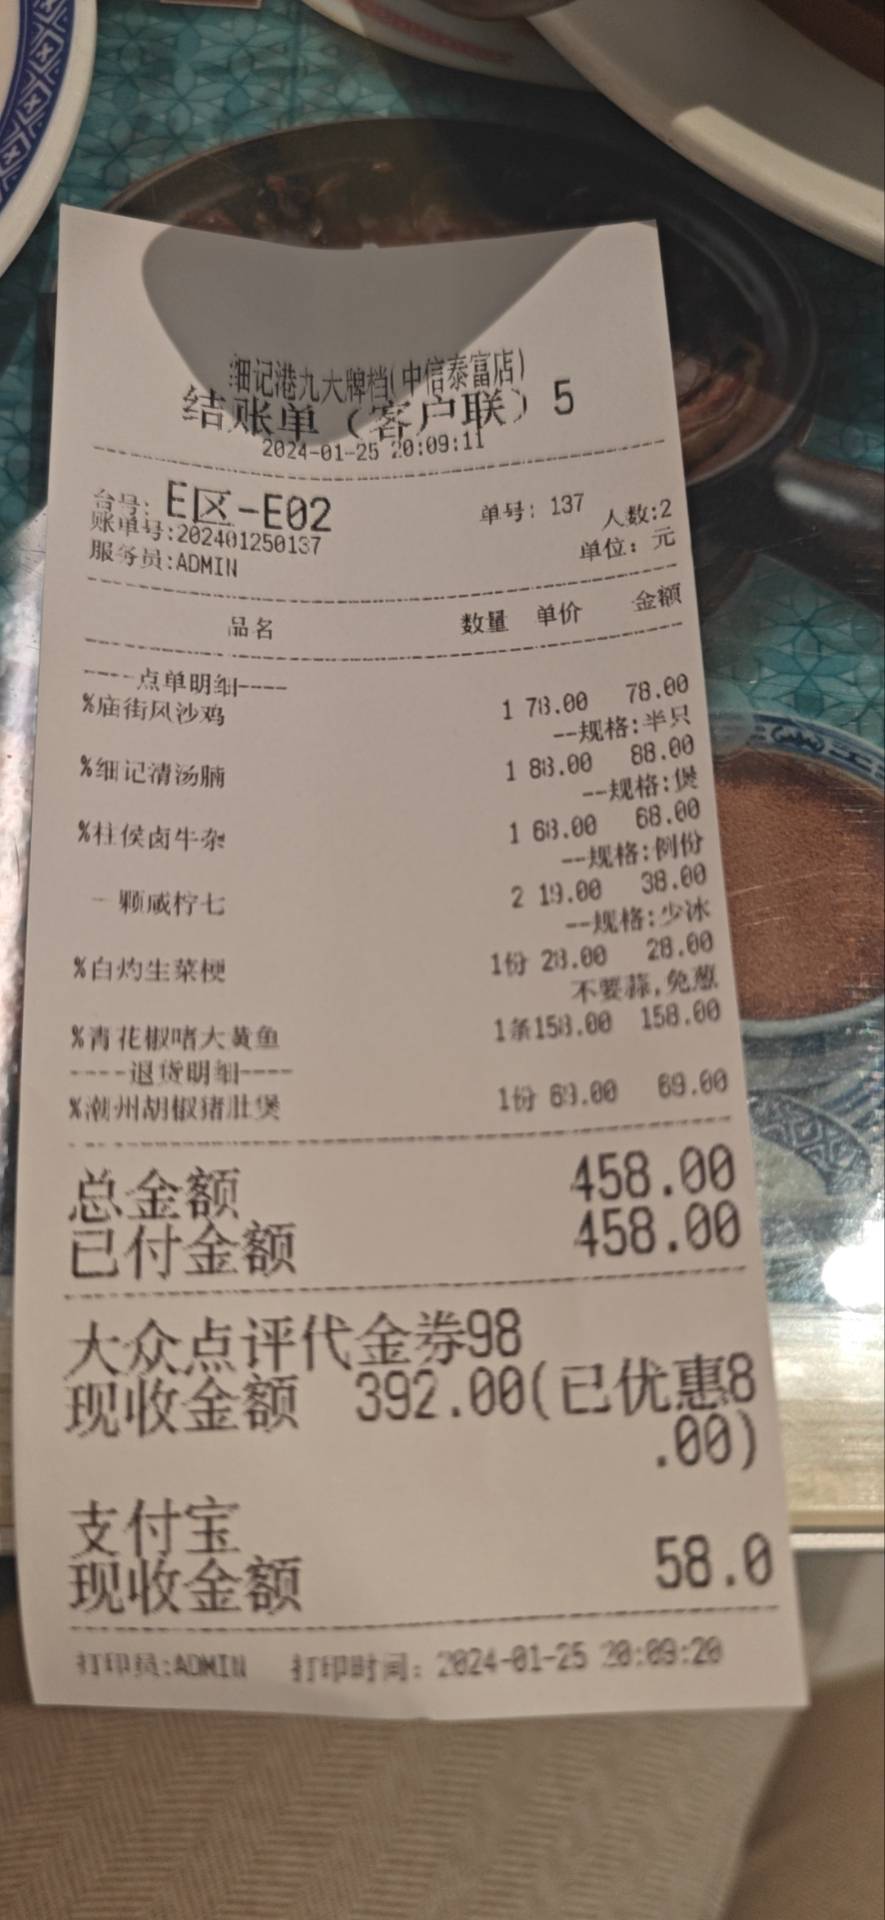 细记港九大牌档(中信泰富店)
结账单（客户联）5
2024-01-25 20:09:11
台号: E区-E02 单号: 137 人数:2
账单号:202401250137
服务员:ADMIN 单位: 元
品名 数量 单价 金额
----点单明细----
%庙街风沙鸡 1 78.00 78.00
--规格:半只
%细记清汤腩 1 88.00 88.00
--规格:煲
%柱侯卤牛杂 1 68.00 68.00
--规格:例份
一颗咸柠七 2 19.00 38.00
--规格:少冰
%白灼生菜梗 1份 28.00 28.00
不要蒜,免葱
%青花椒啫大黄鱼 1条158.00 158.00
----退货明细----
%潮州胡椒猪肚煲 1份 69.00 69.00
总金额 458.00
已付金额 458.00
大众点评代金券98
现收金额 392.00(已优惠8
.00)
支付宝
现收金额 58.0
打印员:ADMIN 打印时间: 2024-01-25 20:09:20